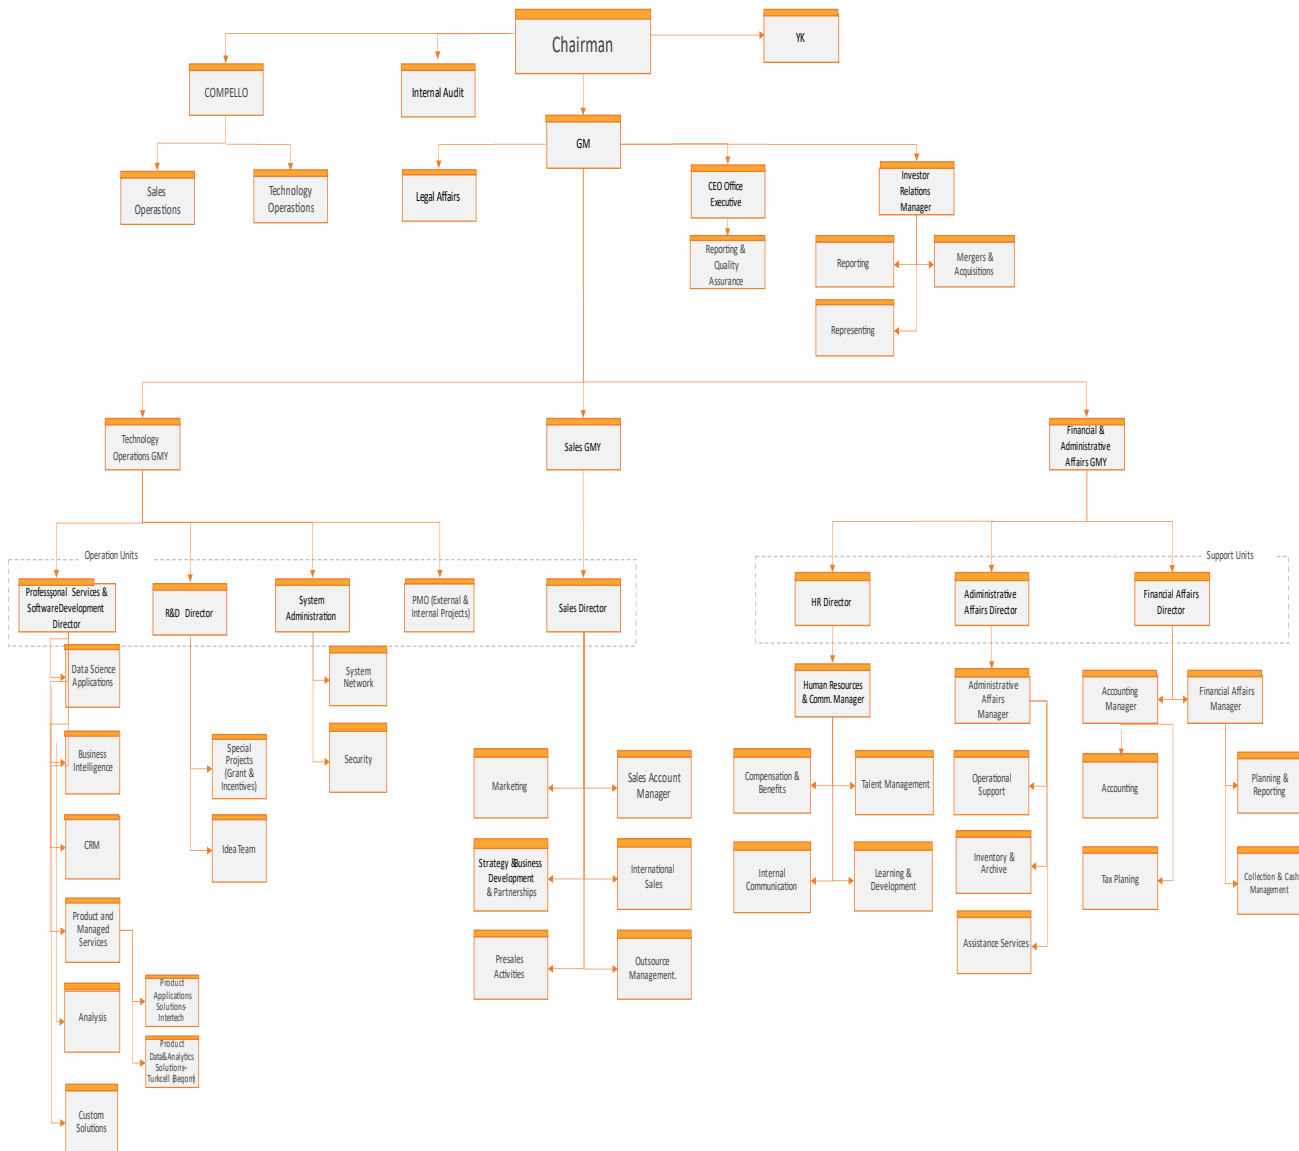 Chairman
YK
COMPELLO
Internal Audit
GM
Sales
Operastions
Technology
Operastions
Legal Affairs
CEO Office
Executive
Investor
Relations
Manager
Reporting &
Quality
Assurance
Reporting
Mergers &
Acquisitions
Representing
Technology
Operations GMY
Sales GMY
Financial &
Administrative
Affairs GMY
Operation Units
Support Units
Professşonal Services &
SoftwareDevelopment
Director
R&D Director
System
Administration
PMO (External &
Internal Projects)
Sales Director
HR Director
Administrative
Affairs Director
Financial Affairs
Director
Data Science
Applications
System
Network
Human Resources
& Comm. Manager
Administrative
Affairs
Manager
Accounting
Manager
Financial Affairs
Manager
Business
Intelligence
Special
Projects
(Grant &
Incentives)
Security
Marketing
Sales Account
Manager
Compensation &
Benefits
Talent Management
Operational
Support
Accounting
Planning &
Reporting
CRM
Idea Team
Strategy &Business
Development
& Partnerships
International
Sales
Internal
Communication
Learning &
Development
Inventory &
Archive
Tax Planing
Collection & Cash
Management
Product and
Managed
Services
Presales
Activities
Outsource
Management.
Assistance Services
Product
Applications
Solutions-
Intertech
Analysis
Product
Data&Analytics
Solutions-
Turkcell (Beqom)
Custom
Solutions